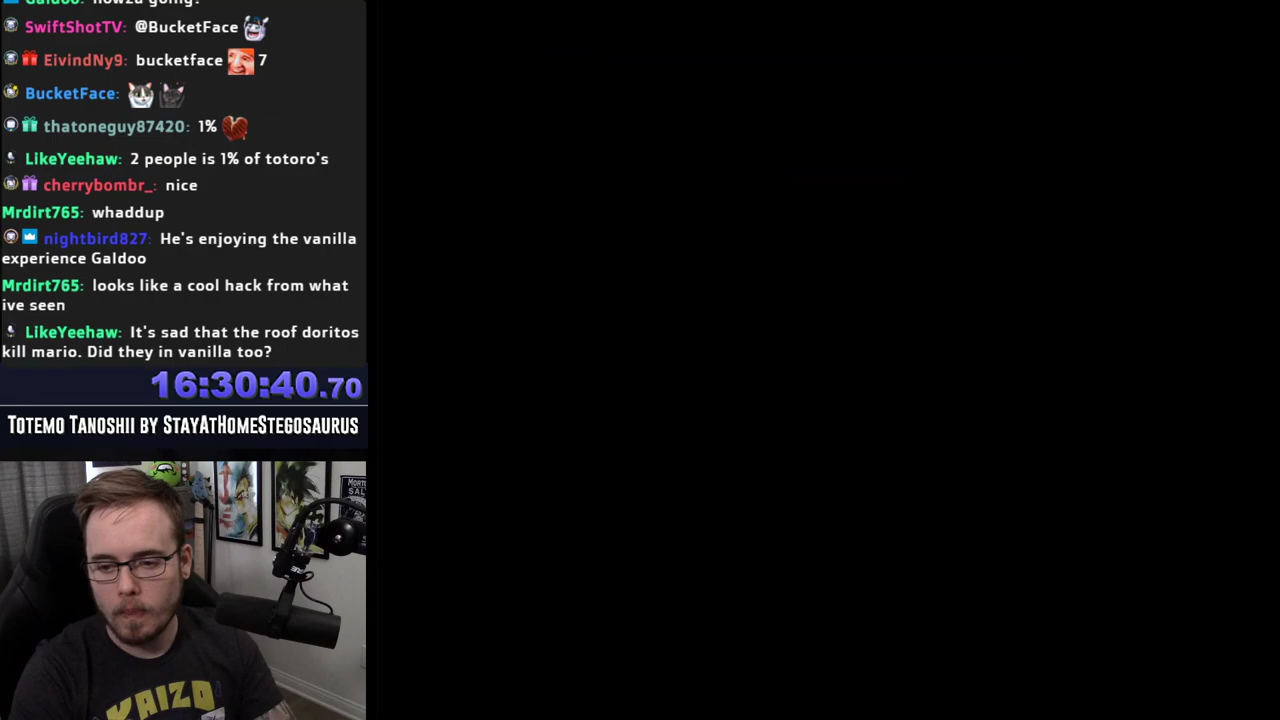 SwiftShotTV: @BucketFace
EivindNy9: bucketface 7
BucketFace:
thatoneguy87420: 1%
LikeYeehaw: 2 people is 1% of totoro's
cherrybombr_: nice
Mrdirt765: whaddup
nightbird827: He's enjoying the vanilla
experience Galdoo
Mrdirt765: looks like a cool hack from what
ive seen
LikeYeehaw: It's sad that the roof doritos
kill mario. Did they in vanilla too?
16:30:40.70
Totemo Tanoshii by StayAtHomeStegosaurus
KAIZO